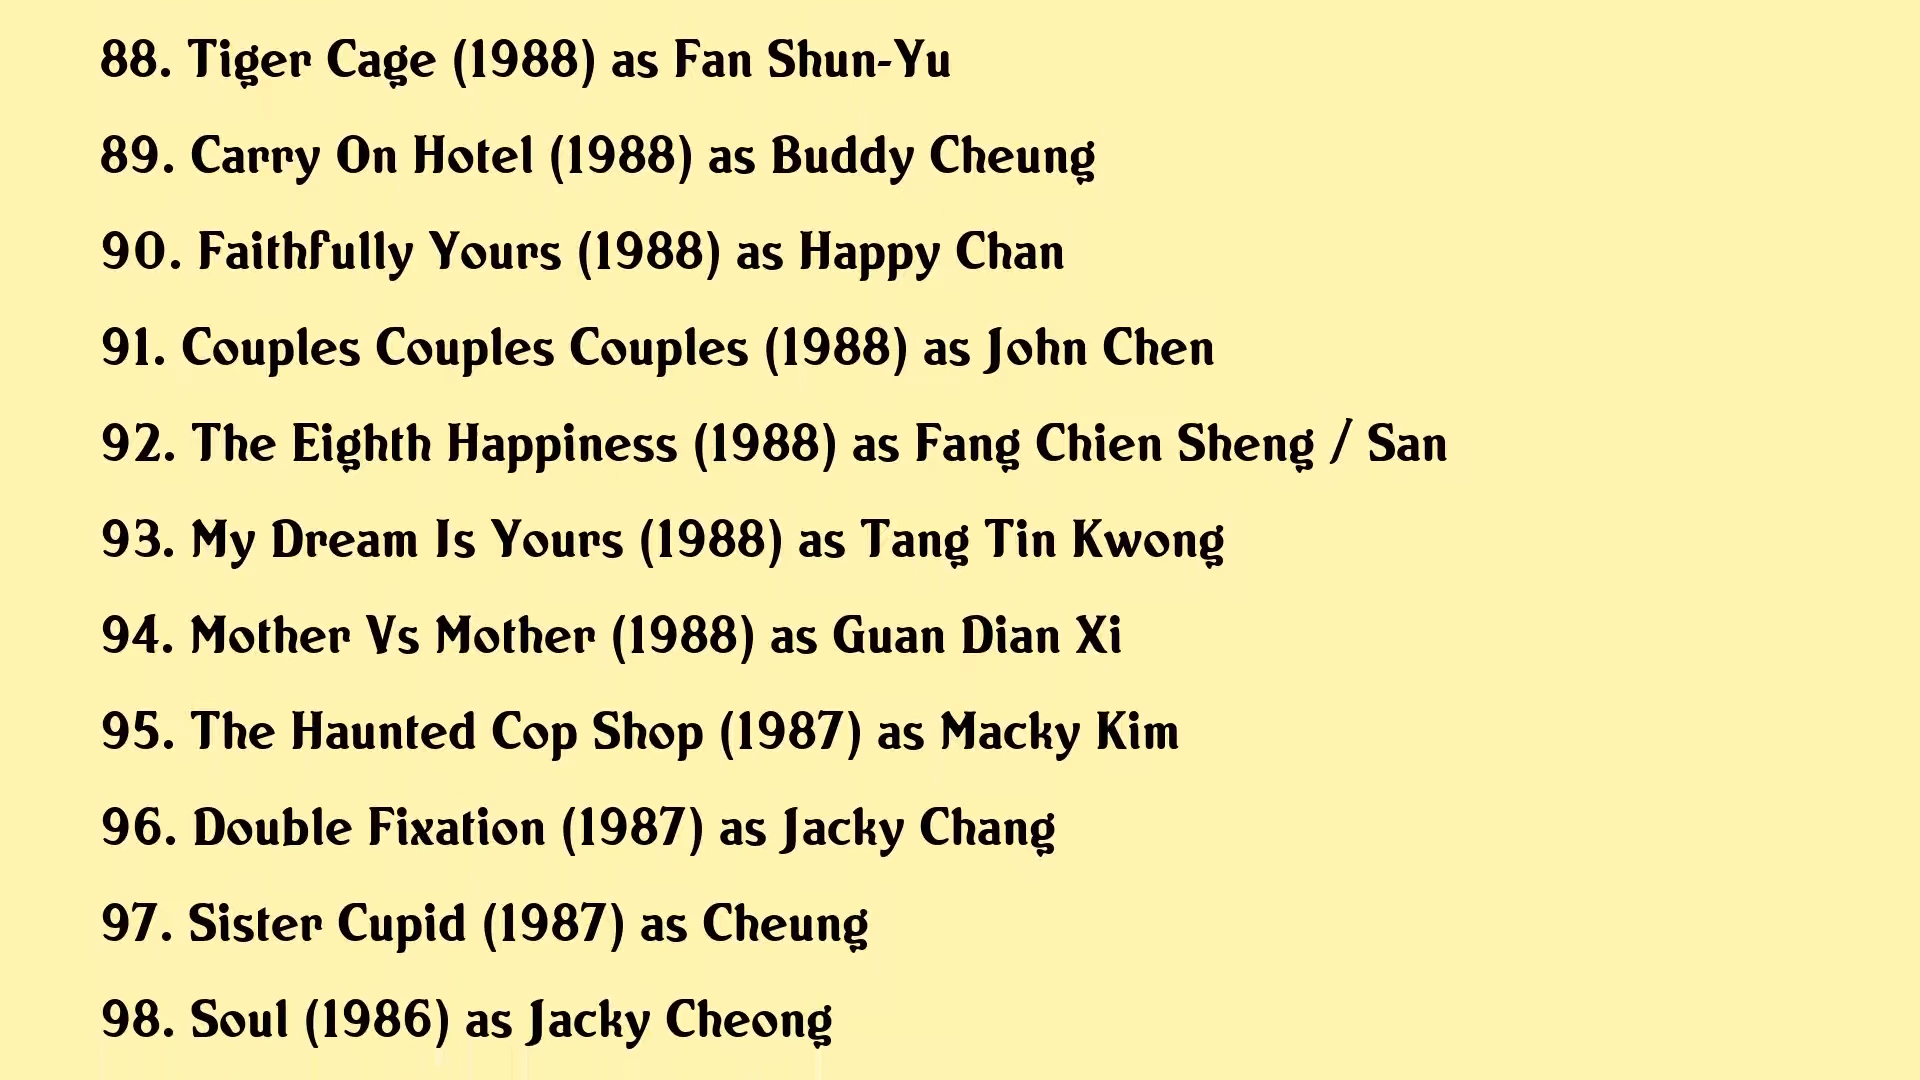 88. Tiger Cage (1988) as Fan Shun-Yu
89. Carry On Hotel (1988) as Buddy Cheung
90. Faithfully Yours (1988) as Happy Chan
91. Couples Couples Couples (1988) as John Chen
92. The Eighth Happiness (1988) as Fang Chien Sheng / San
93. My Dream Is Yours (1988) as Tang Tin Kwong
94. Mother Vs Mother (1988) as Guan Dian Xi
95. The Haunted Cop Shop (1987) as Macky Kim
96. Double Fixation (1987) as Jacky Chang
97. Sister Cupid (1987) as Cheung
98. Soul (1986) as Jacky Cheong